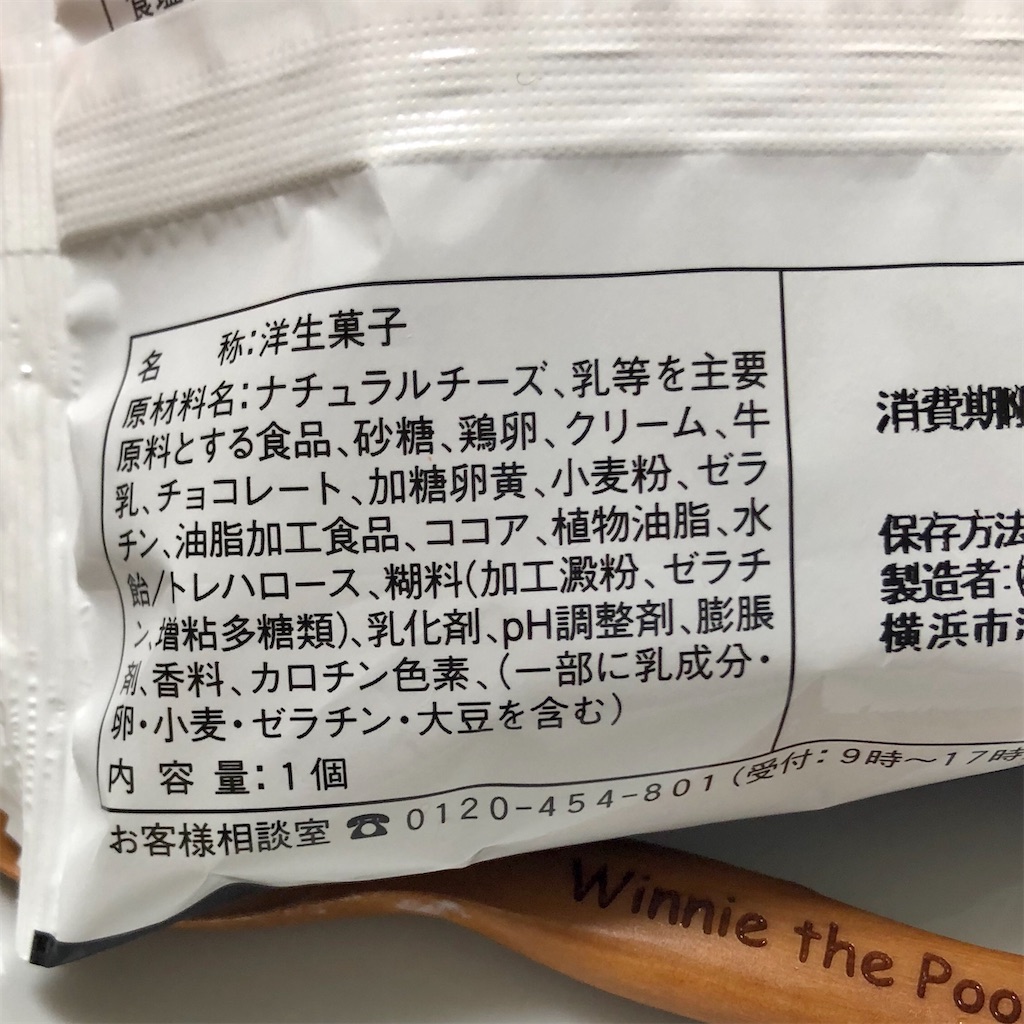 食塩
名 称:洋生菓子
原材料名:ナチュラルチーズ、乳等を主要
原料とする食品、砂糖、鶏卵、クリーム、牛
乳、チョコレート、加糖卵黄、小麦粉、ゼラ
チン、油脂加工食品、ココア、植物油脂、水
飴/トレハロース、糊料(加工澱粉、ゼラチ
ン、増粘多糖類)、乳化剤、pH調整剤、膨脹
剤、香料、カロチン色素、(一部に乳成分・
卵・小麦・ゼラチン・大豆を含む)
内 容 量:1個
お客様相談室 ☎ 0120-454-801 (受付:9時〜17時
消費期限
保存方法
製造者:(
横浜市
Winnie the Poo